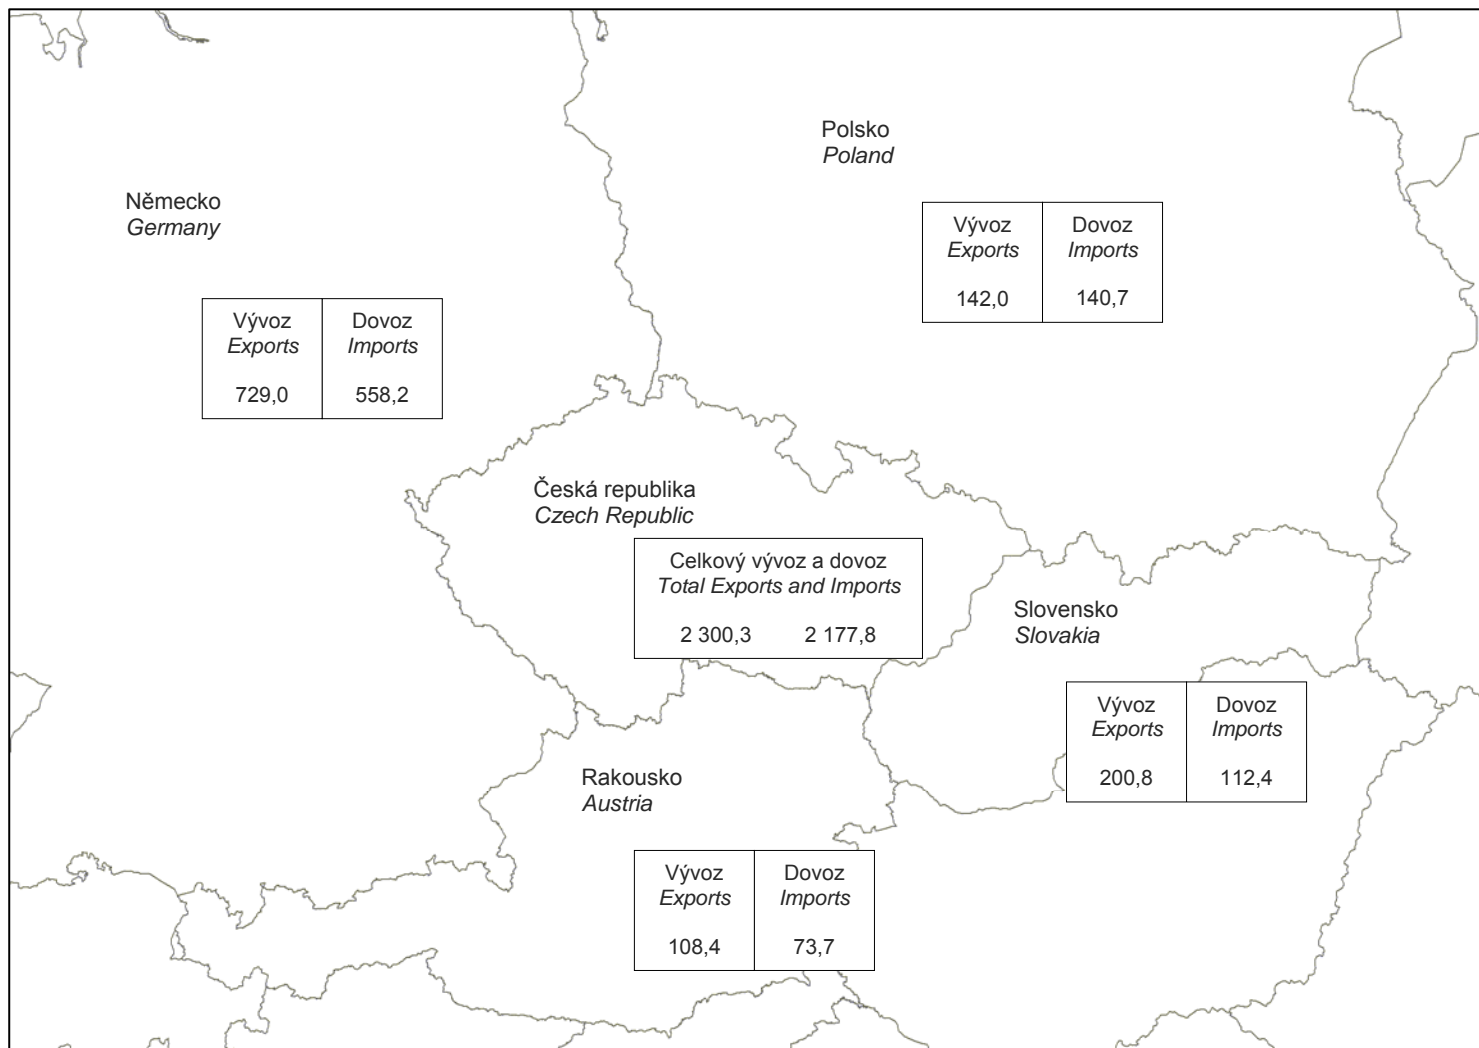 Polsko
Poland
Vývoz
Exports
142,0
Dovoz
Imports
140,7
Německo
Germany
Vývoz
Exports
729,0
Dovoz
Imports
558,2
Česká republika
Czech Republic
Celkový vývoz a dovoz
Total Exports and Imports
2 300,3 2 177,8
Slovensko
Slovakia
Vývoz
Exports
200,8
Dovoz
Imports
112,4
Rakousko
Austria
Vývoz
Exports
108,4
Dovoz
Imports
73,7